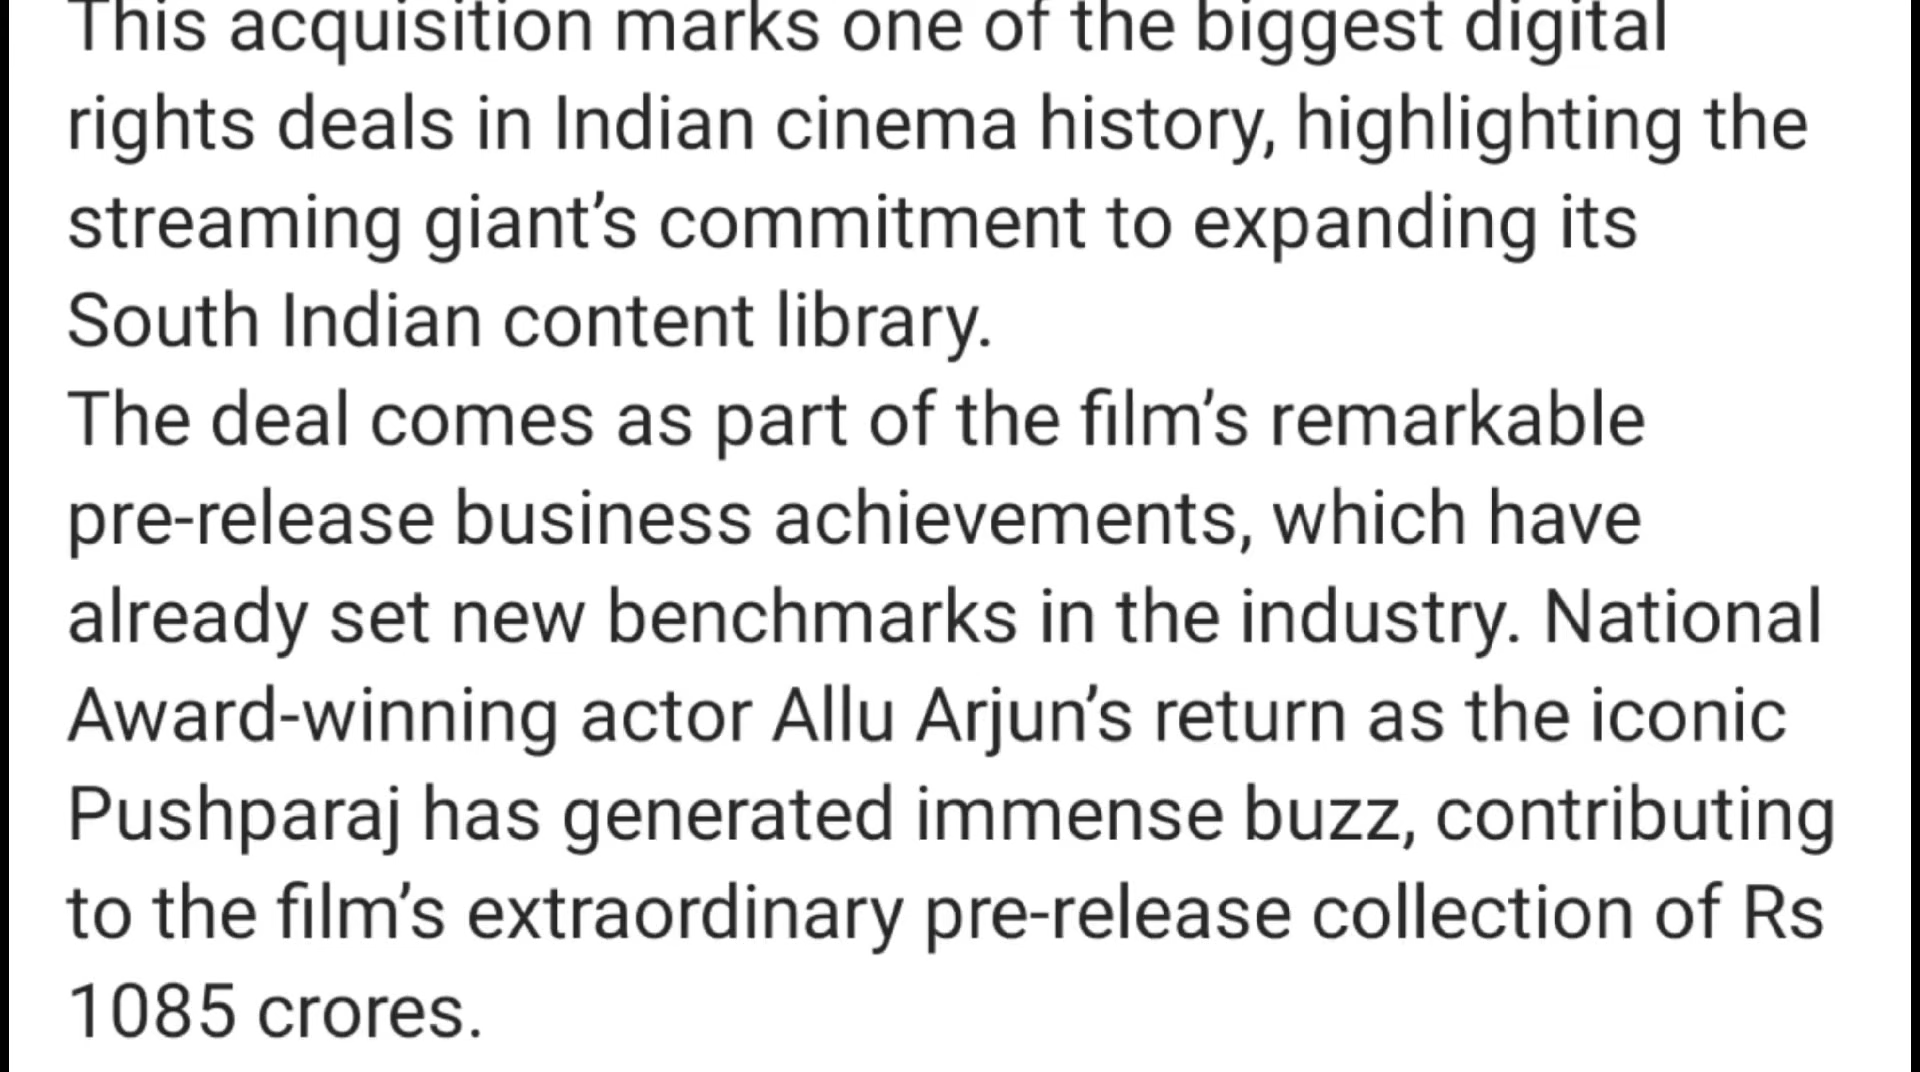 This acquisition marks one of the biggest digital
rights deals in Indian cinema history, highlighting the
streaming giant’s commitment to expanding its
South Indian content library.
The deal comes as part of the film’s remarkable
pre-release business achievements, which have
already set new benchmarks in the industry. National
Award-winning actor Allu Arjun’s return as the iconic
Pushparaj has generated immense buzz, contributing
to the film’s extraordinary pre-release collection of Rs
1085 crores.